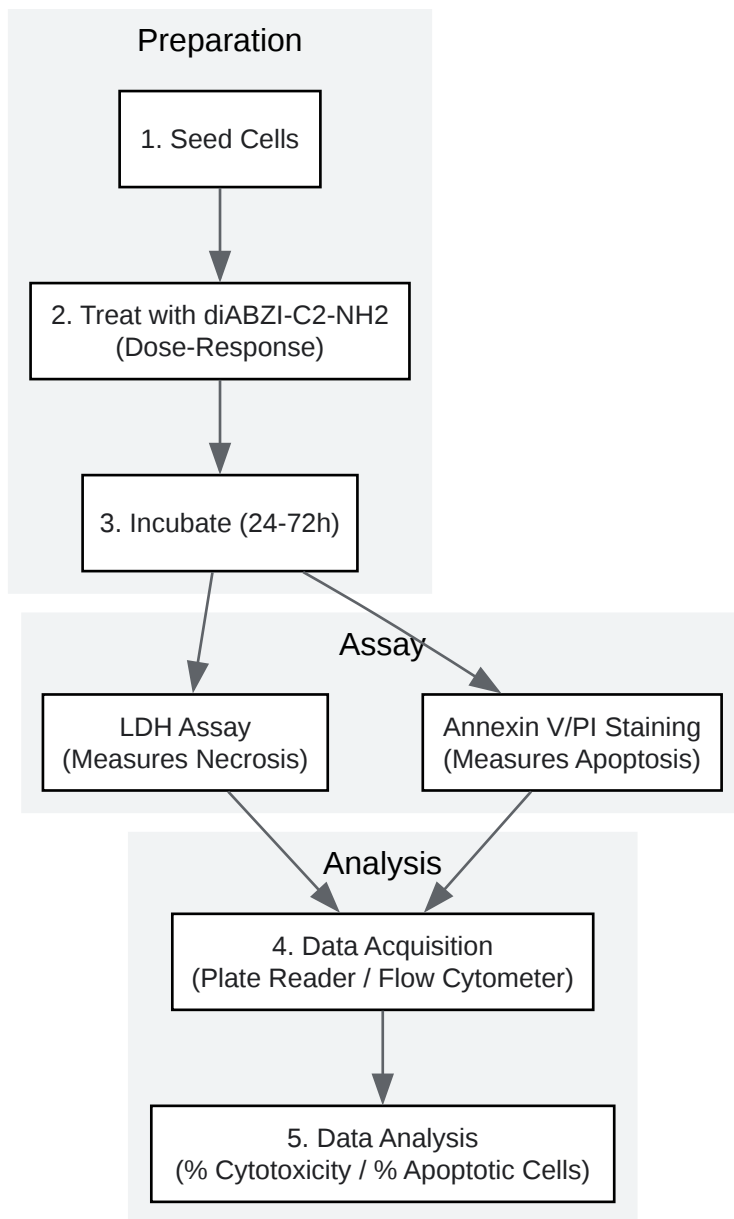 Preparation
1. Seed Cells
2. Treat with diABZI-C2-NH2
(Dose-Response)
3. Incubate (24-72h)
Assay
LDH Assay
(Measures Necrosis)
Annexin V/PI Staining
(Measures Apoptosis)
Analysis
4. Data Acquisition
(Plate Reader / Flow Cytometer)
5. Data Analysis
(% Cytotoxicity / % Apoptotic Cells)